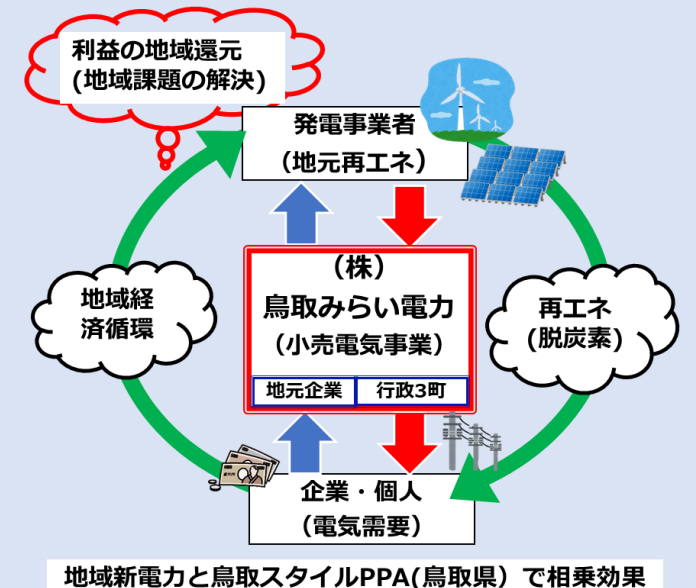 利益の地域還元
(地域課題の解決)
発電事業者
（地元再エネ）
（株）
鳥取みらい電力
（小売電気事業）
地元企業
行政3町
地域経
済循環
再エネ
(脱炭素)
企業・個人
（電気需要）
地域新電力と鳥取スタイルPPA(鳥取県）で相乗効果